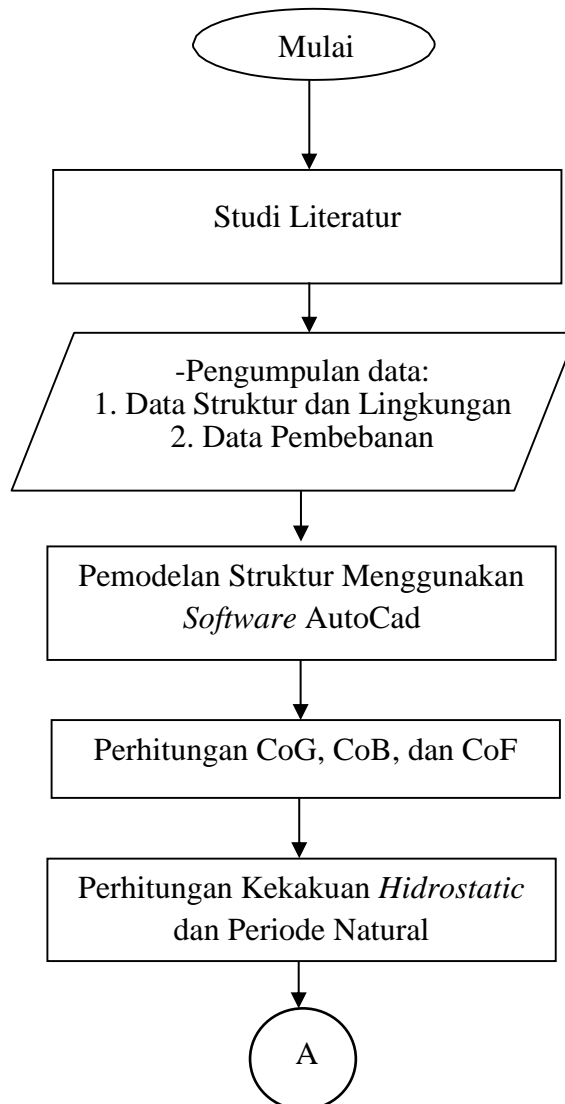 Mulai
Studi Literatur
-Pengumpulan data:
1. Data Struktur dan Lingkungan
2. Data Pembebanan
Pemodelan Struktur Menggunakan
Software AutoCad
Perhitungan CoG, CoB, dan CoF
Perhitungan Kekakuan Hidrostatic
dan Periode Natural
A